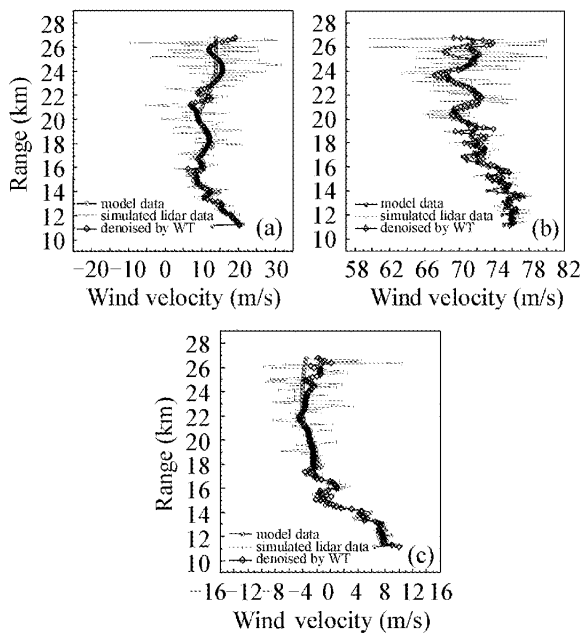 28
26
24
22
20
18
16
14
12
10
Range (km)
model data
simulated lidar data
denoised by WT
(a)
−20−10 0 10 20 30
Wind velocity (m/s)
28
26
24
22
20
18
16
14
12
10
model data
simulated lidar data
denoised by WT
(b)
58 62 66 70 74 78 82
Wind velocity (m/s)
28
26
24
22
20
18
16
14
12
10
Range (km)
model data
simulated lidar data
denoised by WT
(c)
−4 0 4 8 12 16
Wind velocity (m/s)